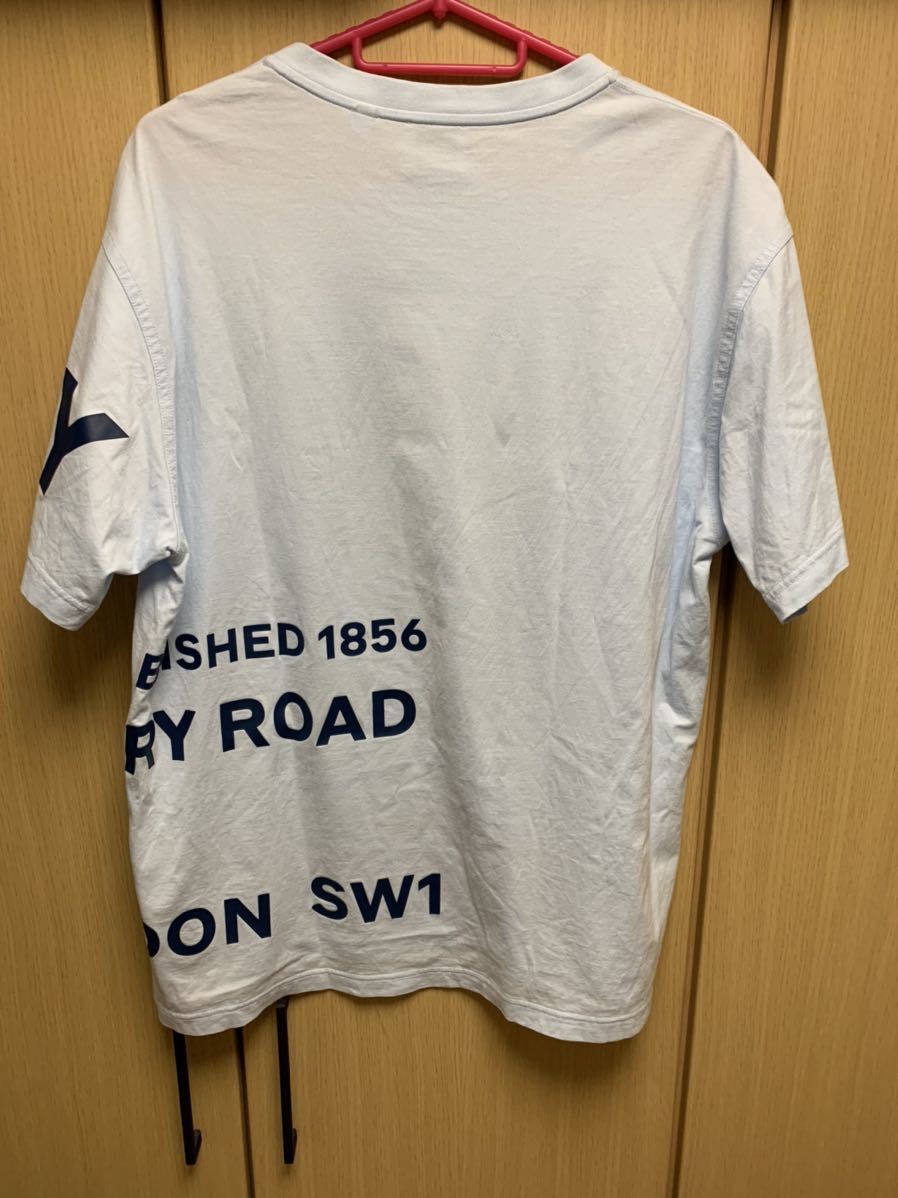 Y
ISHED 1856
RY ROAD
DON SW1